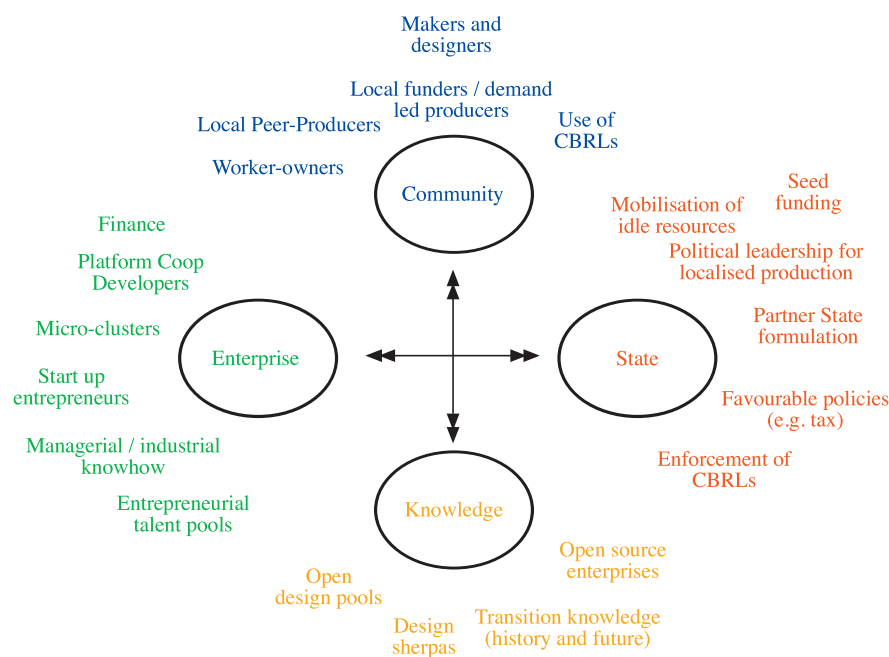 Makers and
designers
Local funders / demand
led producers
Local Peer-Producers
Use of
CBRLs
Worker-owners
Community
Seed
funding
Mobilisation of
idle resources
Political leadership for
localised production
Partner State
formulation
State
Favourable policies
(e.g. tax)
Enforcement of
CBRLs
Finance
Platform Coop
Developers
Micro-clusters
Enterprise
Start up
entrepreneurs
Managerial / industrial
knowhow
Entrepreneurial
talent pools
Knowledge
Open source
enterprises
Open
design pools
Design
sherpas
Transition knowledge
(history and future)